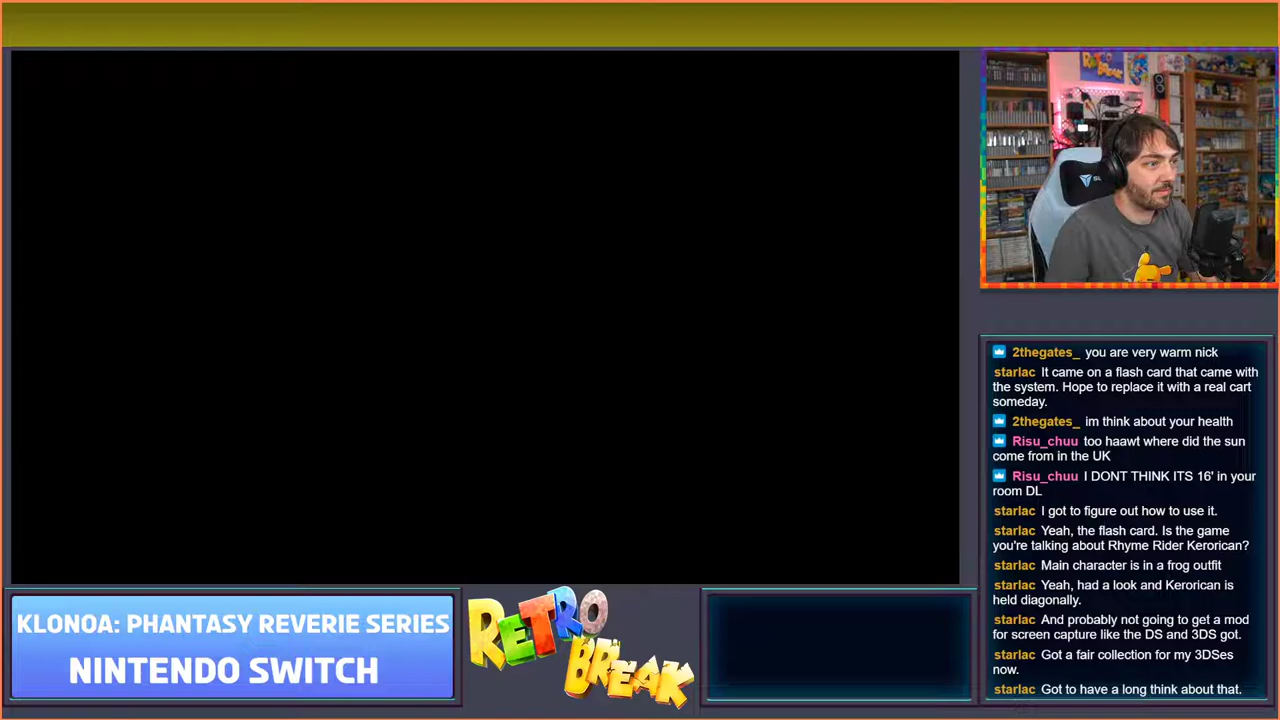 2thegates_ you are very warm nick
starlac It came on a flash card that came with
the system. Hope to replace it with a real cart
someday.
2thegates_ im think about your health
Risu_chuu too haawt where did the sun
come from in the UK
Risu_chuu I DONT THINK ITS 16' in your
room DL
starlac I got to figure out how to use it.
starlac Yeah, the flash card. Is the game
you're talking about Rhyme Rider Kerorican?
starlac Main character is in a frog outfit
starlac Yeah, had a look and Kerorican is
held diagonally.
starlac And probably not going to get a mod
for screen capture like the DS and 3DS got.
starlac Got a fair collection for my 3DSes
now.
starlac Got to have a long think about that.
KLONOA: PHANTASY REVERIE SERIES
NINTENDO SWITCH
RETRO
BREAK